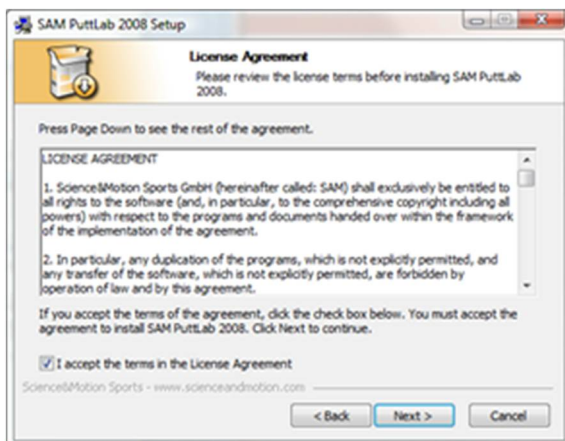 SAM PuttLab 2008 Setup
License Agreement
Please review the license terms before installing SAM PuttLab
2008.
Press Page Down to see the rest of the agreement.
LICENSE AGREEMENT
1. Science&Motion Sports GmbH (hereinafter called: SAM) shall exclusively be entitled to
all rights to the software (and, in particular, to the comprehensive copyright including all
powers) with respect to the programs and documents handed over within the framework
of the implementation of the agreement.
2. In particular, any duplication of the programs, which is not explicitly permitted, and
any transfer of the software, which is not explicitly permitted, are forbidden by
operation of law and by this agreement.
If you accept the terms of the agreement, click the check box below. You must accept the
agreement to install SAM PuttLab 2008. Click Next to continue.
I accept the terms in the License Agreement
Science&Motion Sports - www.scienceandmotion.com
< Back
Next >
Cancel